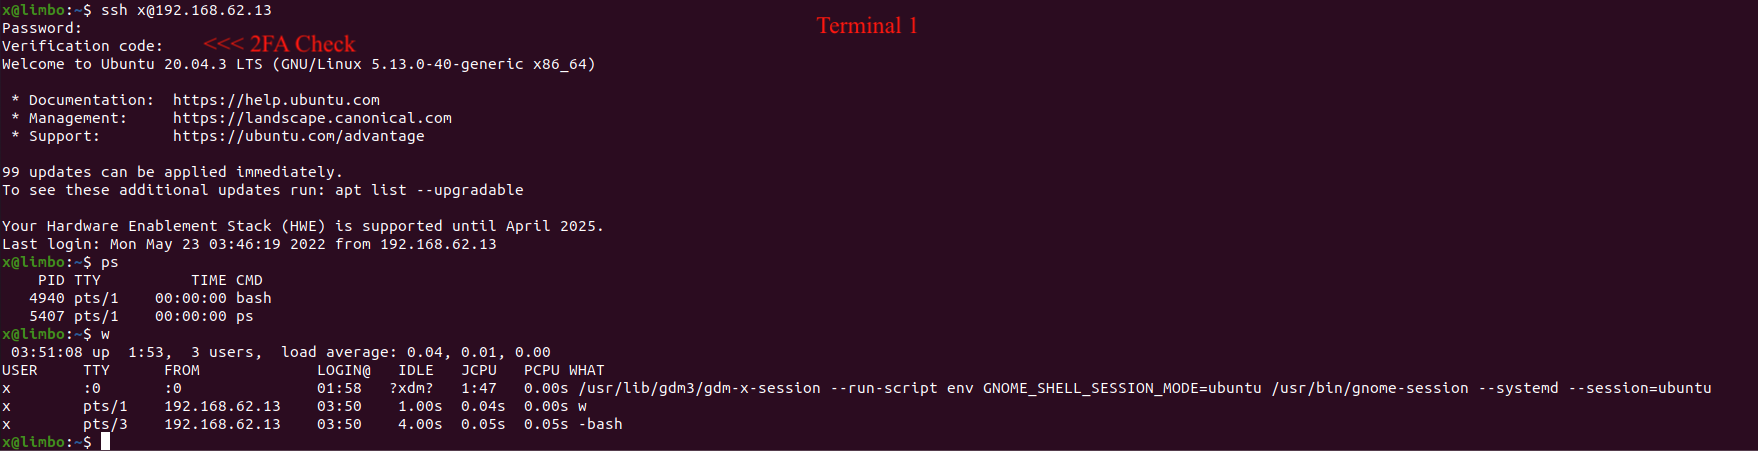 x@limbo:~$ ssh x@192.168.62.13
Terminal 1
Password:
Verification code: <<< 2FA Check
Welcome to Ubuntu 20.04.3 LTS (GNU/Linux 5.13.0-40-generic x86_64)
* Documentation: https://help.ubuntu.com
* Management: https://landscape.canonical.com
* Support: https://ubuntu.com/advantage
99 updates can be applied immediately.
To see these additional updates run: apt list --upgradable
Your Hardware Enablement Stack (HWE) is supported until April 2025.
Last login: Mon May 23 03:46:19 2022 from 192.168.62.13
x@limbo:~$ ps
PID TTY TIME CMD
4940 pts/1 00:00:00 bash
5407 pts/1 00:00:00 ps
x@limbo:~$ w
03:51:08 up 1:53, 3 users, load average: 0.04, 0.01, 0.00
USER TTY FROM LOGIN@ IDLE JCPU PCPU WHAT
x :0 :0 01:58 ?xdm? 1:47 0.00s /usr/lib/gdm3/gdm-x-session --run-script env GNOME_SHELL_SESSION_MODE=ubuntu /usr/bin/gnome-session --systemd --session=ubuntu
x pts/1 192.168.62.13 03:50 1.00s 0.04s 0.00s w
x pts/3 192.168.62.13 03:50 4.00s 0.05s 0.05s -bash
x@limbo:~$